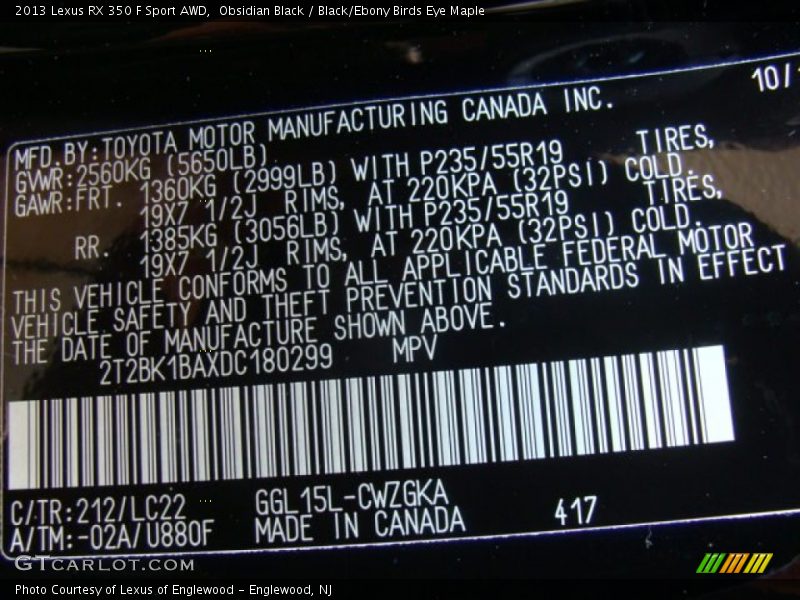 2013 Lexus RX 350 F Sport AWD, Obsidian Black / Black/Ebony Birds Eye Maple
10/
MFD.BY:TOYOTA MOTOR MANUFACTURING CANADA INC.
GVWR:2560KG (5650LB)
GAWR:FRT. 1360KG (2999LB) WITH P235/55R19 TIRES,
19X7 1/2J RIMS, AT 220KPA (32PSI) COLD.
RR. 1385KG (3056LB) WITH P235/55R19 TIRES,
19X7 1/2J RIMS, AT 220KPA (32PSI) COLD.
THIS VEHICLE CONFORMS TO ALL APPLICABLE FEDERAL MOTOR
VEHICLE SAFETY AND THEFT PREVENTION STANDARDS IN EFFECT
THE DATE OF MANUFACTURE SHOWN ABOVE.
2T2BK1BAXDC180299 MPV
C/TR:212/LC22 GGL15L-CWZGKA
A/TM:-02A/U880F MADE IN CANADA 417
GTCARLOT.COM
Photo Courtesy of Lexus of Englewood - Englewood, NJ